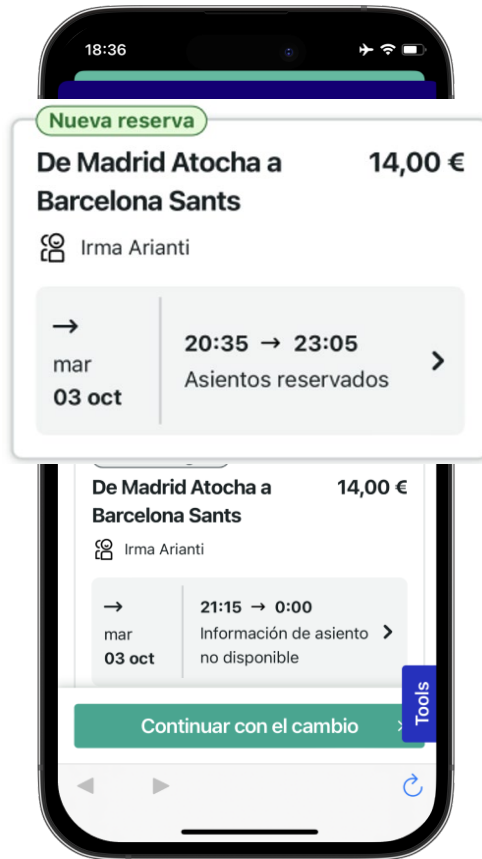 18:36
Nueva reserva
De Madrid Atocha a
14,00 €
Barcelona Sants
Irma Arianti
→
mar
03 oct
20:35 → 23:05
Asientos reservados
De Madrid Atocha a
14,00 €
Barcelona Sants
Irma Arianti
→
mar
03 oct
21:15 → 0:00
Información de asiento
no disponible
Tools
Continuar con el cambio